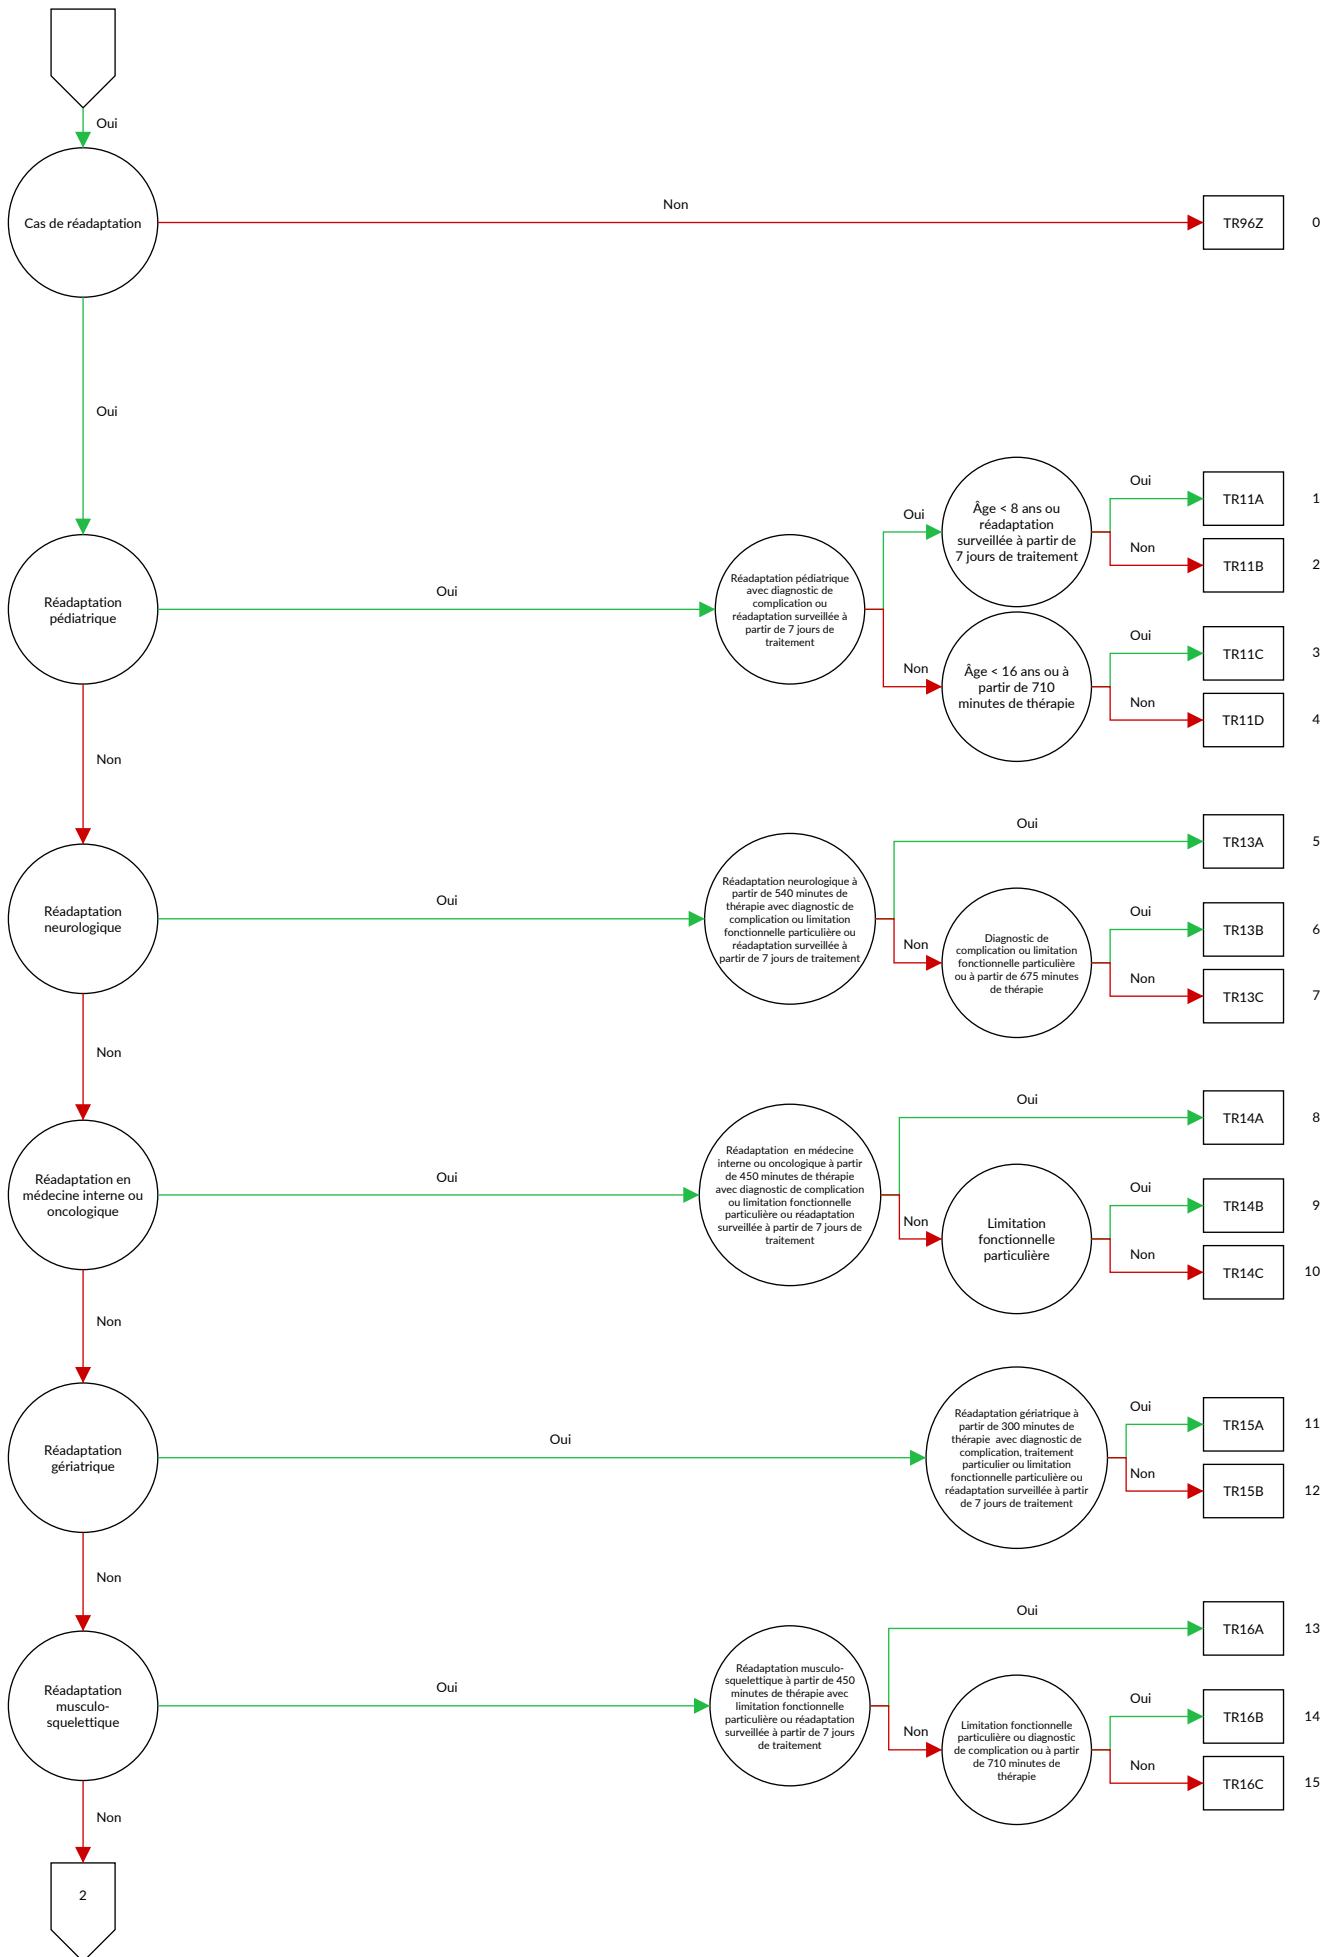 Oui
Cas de réadaptation
Non
TR96Z
0
Oui
Réadaptation
pédiatrique
Oui
Réadaptation pédiatrique
avec diagnostic de
complication ou
réadaptation surveillée à
partir de 7 jours de
traitement
Oui
Âge < 8 ans ou
réadaptation
surveillée à partir de
7 jours de traitement
Oui
TR11A
1
Non
TR11B
2
Non
Âge < 16 ans ou à
partir de 710
minutes de thérapie
Oui
TR11C
3
Non
TR11D
4
Non
Réadaptation
neurologique
Oui
Réadaptation neurologique à
partir de 540 minutes de
thérapie avec diagnostic de
complication ou limitation
fonctionnelle particulière ou
réadaptation surveillée à
partir de 7 jours de traitement
Oui
TR13A
5
Non
Diagnostic de
complication ou limitation
fonctionnelle particulière
ou à partir de 675 minutes
de thérapie
Oui
TR13B
6
Non
TR13C
7
Non
Réadaptation en
médecine interne ou
oncologique
Oui
Réadaptation en médecine
interne ou oncologique à partir
de 450 minutes de thérapie
avec diagnostic de complication
ou limitation fonctionnelle
particulière ou réadaptation
surveillée à partir de 7 jours de
traitement
Oui
TR14A
8
Non
Limitation
fonctionnelle
particulière
Oui
TR14B
9
Non
TR14C
10
Non
Réadaptation
gériatrique
Oui
Réadaptation gériatrique à
partir de 300 minutes de
thérapie avec diagnostic de
complication, traitement
particulier ou limitation
fonctionnelle particulière ou
réadaptation surveillée à partir
de 7 jours de traitement
Oui
TR15A
11
Non
TR15B
12
Non
Réadaptation
musculo-
squelettique
Oui
Réadaptation musculo-
squelettique à partir de 450
minutes de thérapie avec
limitation fonctionnelle
particulière ou réadaptation
surveillée à partir de 7 jours
de traitement
Oui
TR16A
13
Non
Limitation fonctionnelle
particulière ou diagnostic
de complication ou à partir
de 710 minutes de
thérapie
Oui
TR16B
14
Non
TR16C
15
Non
2